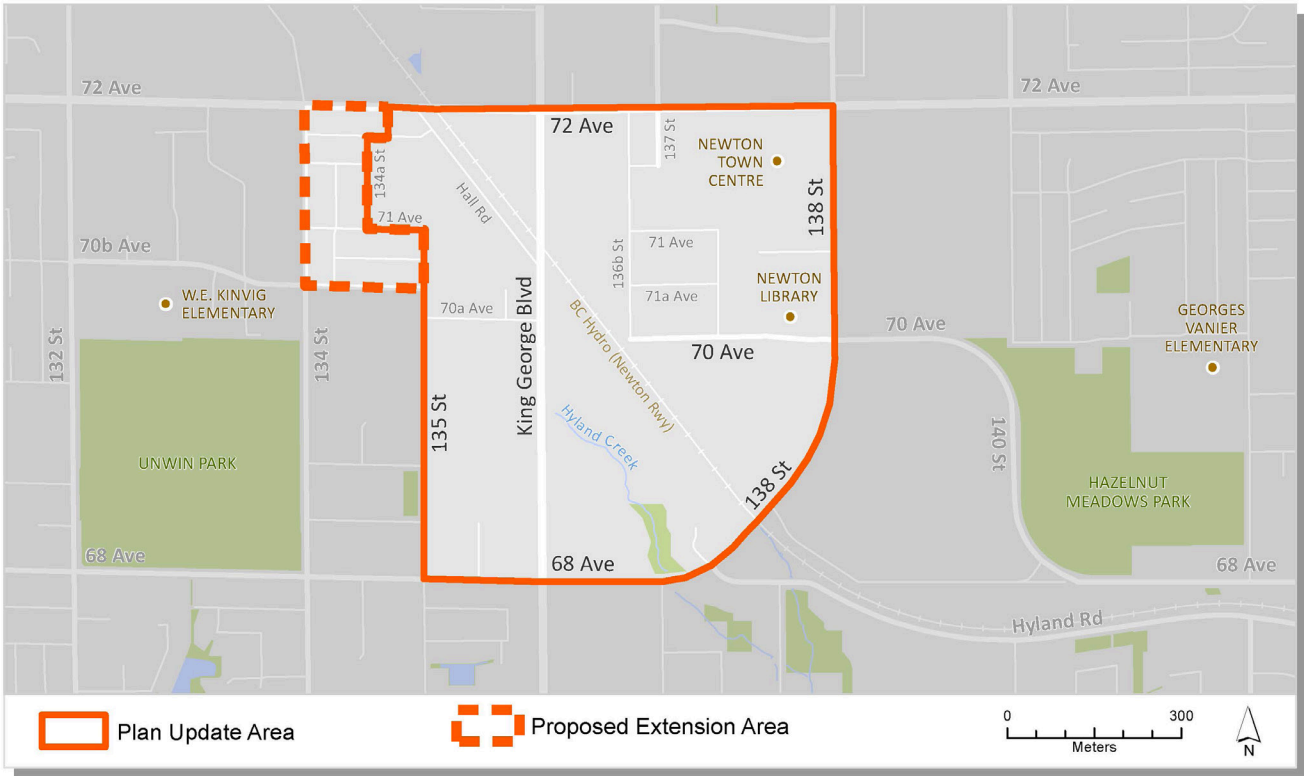 72 Ave
72 Ave
72 Ave
137 St
NEWTON
TOWN
CENTRE
134a St
Hall Rd
138 St
71 Ave
71 Ave
70b Ave
136b St
W.E. KINVIG
ELEMENTARY
King George Blvd
NEWTON
LIBRARY
71a Ave
70a Ave
BC Hydro (Newton Rwy)
70 Ave
70 Ave
GEORGES
VANIER
ELEMENTARY
132 St
134 St
135 St
Hyland Creek
140 St
UNWIN PARK
138 St
HAZELNUT
MEADOWS PARK
68 Ave
68 Ave
68 Ave
Hyland Rd
Plan Update Area
Proposed Extension Area
0 300
Meters
N